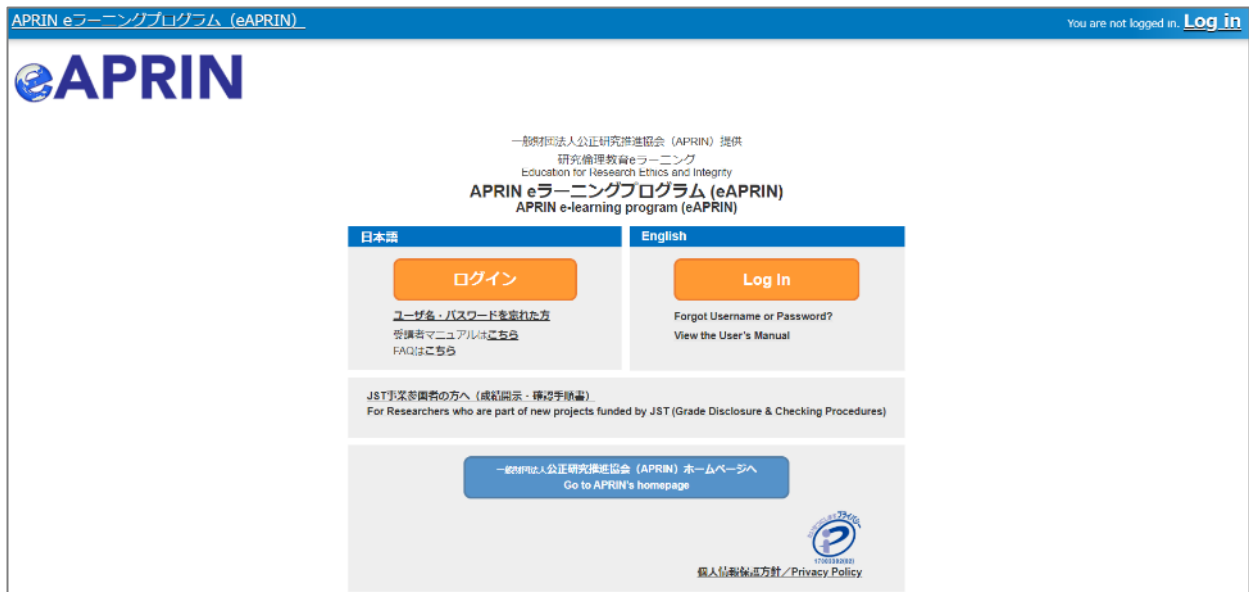 APRIN eラーニングプログラム（eAPRIN）
You are not logged in. Log in
eAPRIN
一般財団法人公正研究推進協会（APRIN）提供
研究倫理教育eラーニング
Education for Research Ethics and Integrity
APRIN eラーニングプログラム (eAPRIN)
APRIN e-learning program (eAPRIN)
日本語
ログイン
ユーザ名・パスワードを忘れた方
受講者マニュアルはこちら
FAQはこちら
English
Log in
Forgot Username or Password?
View the User's Manual
JST事業参画者の方へ（成績開示・確認手順書）
For Researchers who are part of new projects funded by JST (Grade Disclosure & Checking Procedures)
一般財団法人公正研究推進協会（APRIN）ホームページへ
Go to APRIN's homepage
プライバシー
個人情報保護方針／Privacy Policy